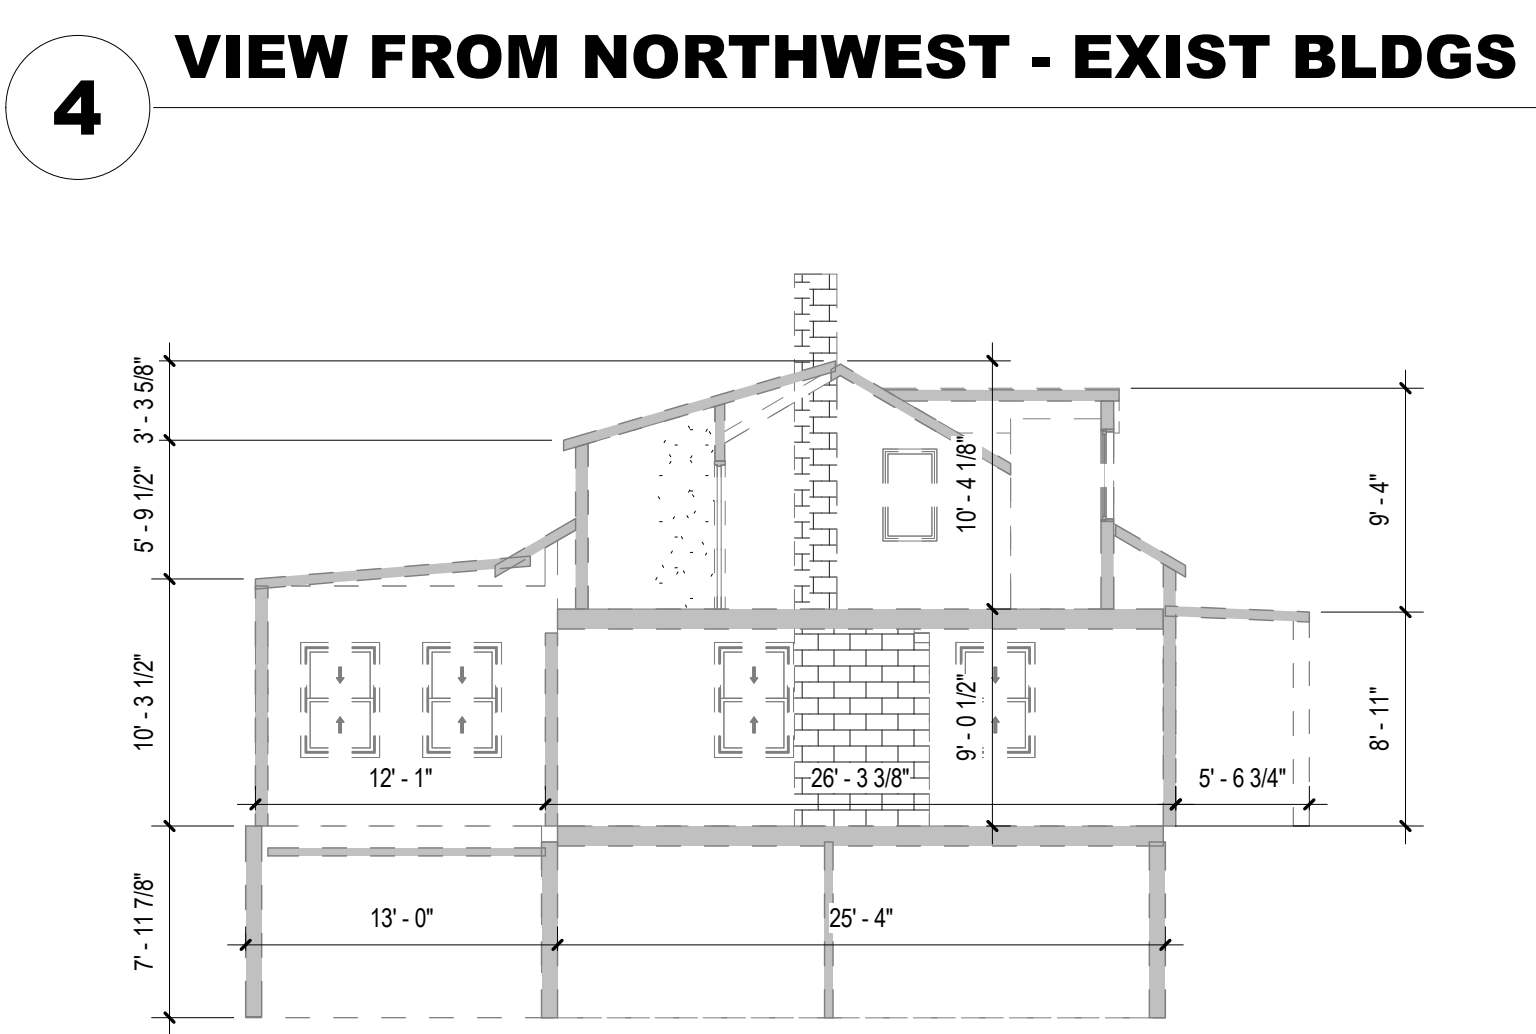 VIEW FROM NORTHWEST - EXIST BLDGS
4
3' - 3 5/8"
5' - 9 1/2"
10' - 3 1/2"
7' - 11 7/8"
10' - 4 1/8"
9' - 0 1/2"
9' - 4"
8' - 11"
12' - 1"
26' - 3 3/8"
5' - 6 3/4"
13' - 0"
25' - 4"